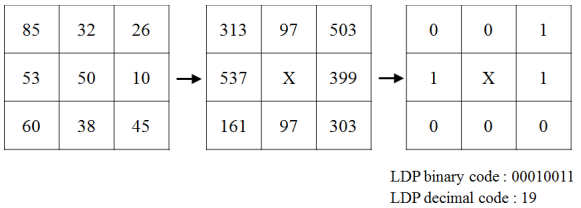 85 32 26 313 97 503 0 0 1
53 50 10 537 X 399 1 X 1
60 38 45 161 97 303 0 0 0
LDP binary code : 00010011
LDP decimal code : 19